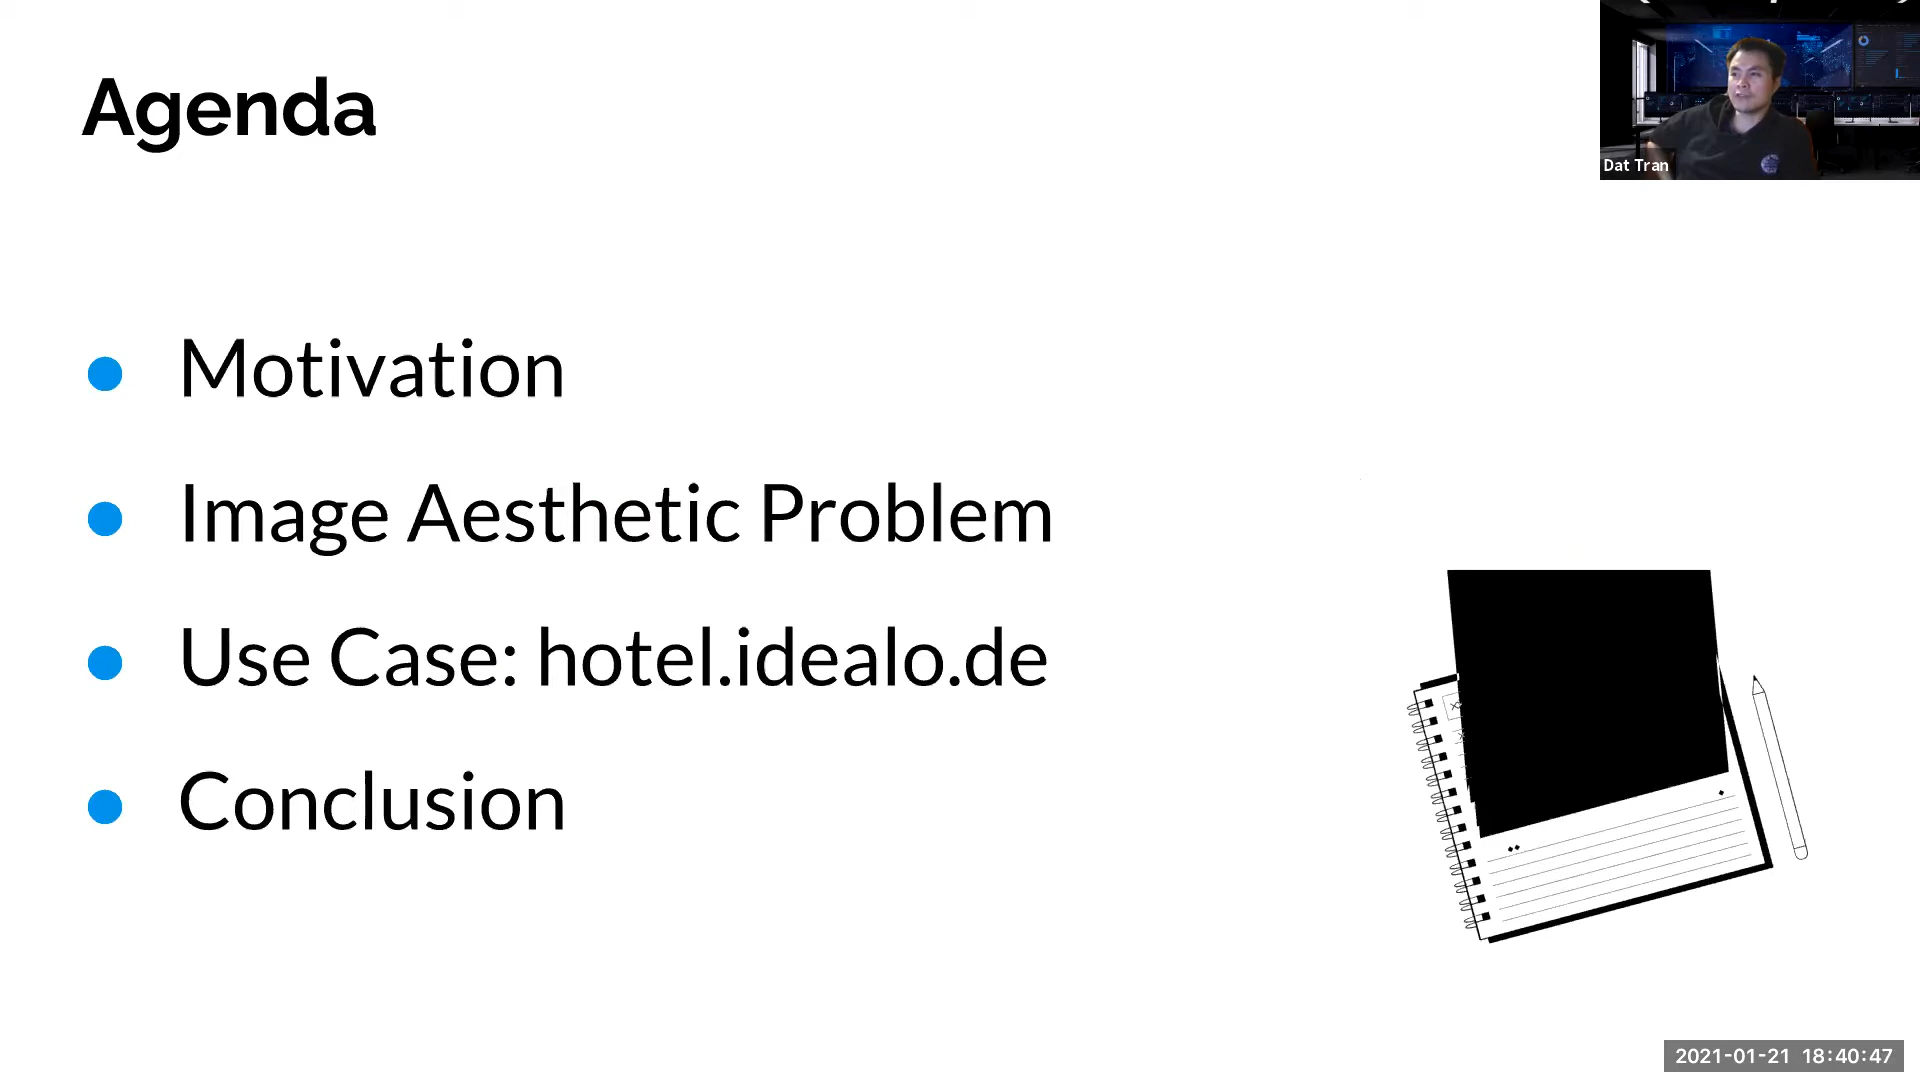 Agenda
Dat Tran
Motivation
Image Aesthetic Problem
Use Case: hotel.idealo.de
Conclusion
2021-01-21 18:40:47